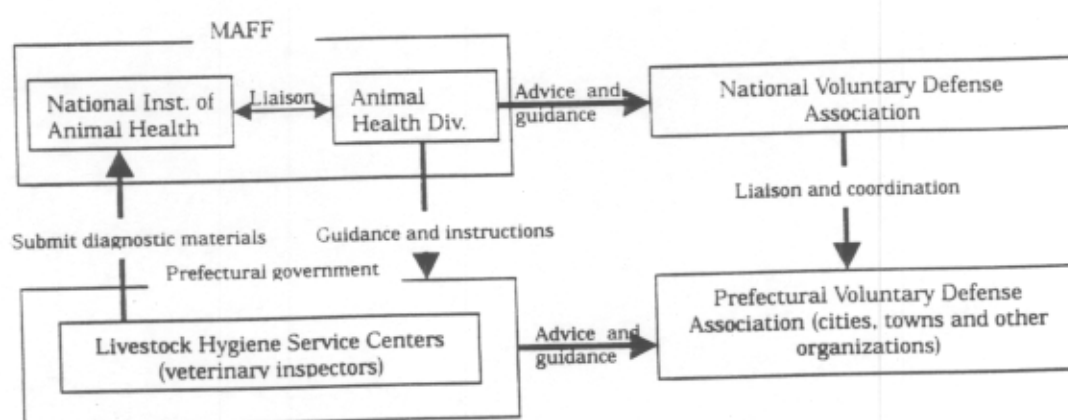 MAFF
National Inst. of
Animal Health
Liaison
Animal
Health Div.
Advice and
guidance
National Voluntary Defense
Association
Liaison and coordination
Submit diagnostic materials
Guidance and instructions
Prefectural government
Livestock Hygiene Service Centers
(veterinary inspectors)
Advice and
guidance
Prefectural Voluntary Defense
Association (cities, towns and other
organizations)